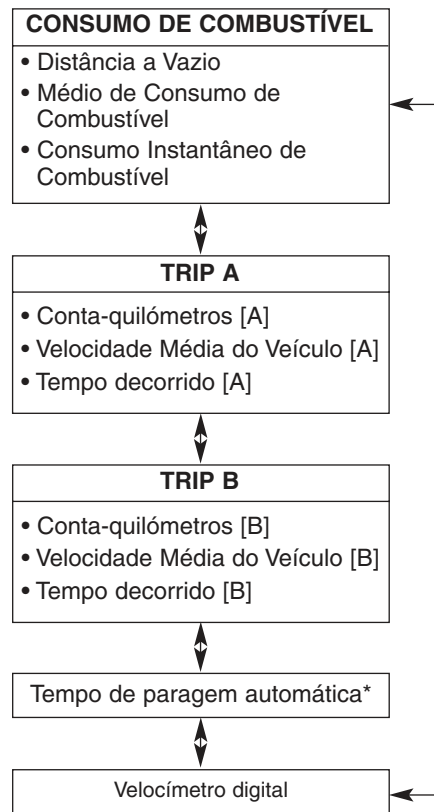 CONSUMO DE COMBUSTÍVEL
• Distância a Vazio
• Médio de Consumo de
Combustível
• Consumo Instantâneo de
Combustível
TRIP A
• Conta-quilómetros [A]
• Velocidade Média do Veículo [A]
• Tempo decorrido [A]
TRIP B
• Conta-quilómetros [B]
• Velocidade Média do Veículo [B]
• Tempo decorrido [B]
Tempo de paragem automática*
Velocímetro digital